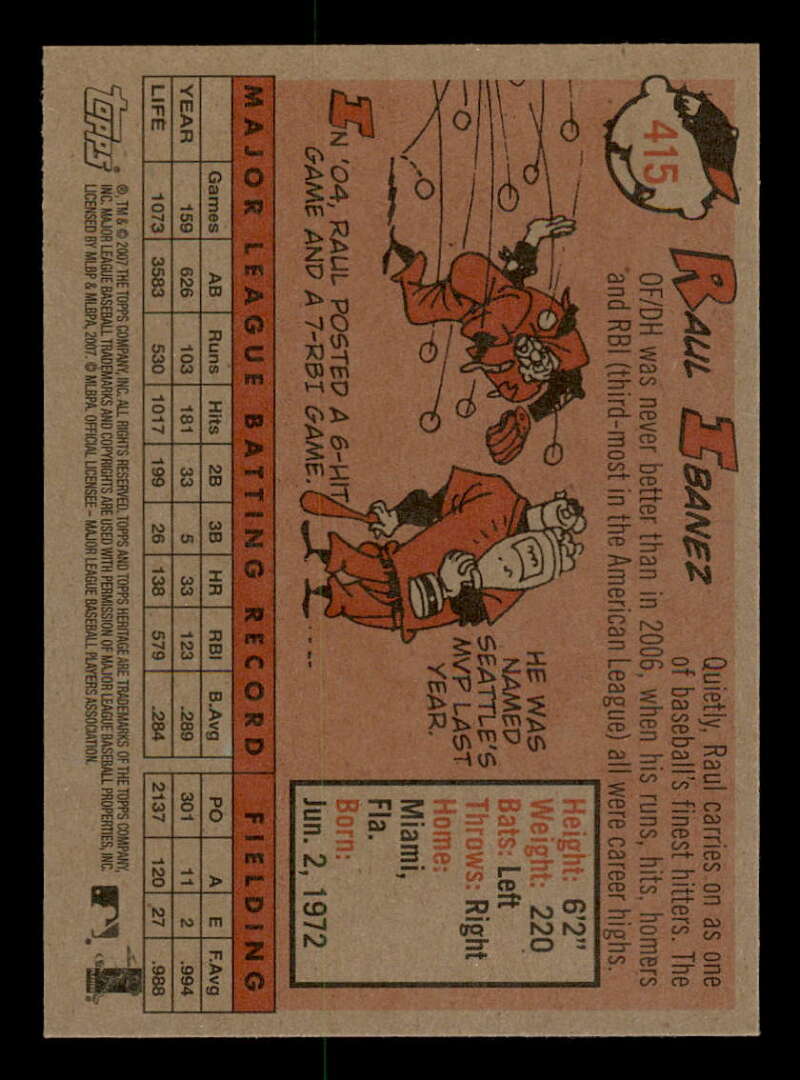 415
RAUL IBANEZ
Quietly, Raul carries on as one
of baseball's finest hitters. The
OF/DH was never better than in 2006, when his runs, hits, homers
and RBI (third-most in the American League) all were career highs.
IN '04, RAUL POSTED A 6-HIT
GAME AND A 7-RBI GAME.
HE WAS
NAMED
SEATTLE'S
MVP LAST
YEAR.
Height: 6'2"
Weight: 220
Bats: Left
Throws: Right
Home:
Miami,
Fla.
Born:
Jun. 2, 1972
MAJOR LEAGUE BATTING RECORD FIELDING
Games AB Runs Hits 2B 3B HR RBI B.Avg PO A E F.Avg
YEAR 159 626 103 181 33 5 33 123 .289 301 11 2 .994
LIFE 1073 3583 530 1017 199 26 138 579 .284 2137 120 27 .988
topps®
®, TM & © 2007 THE TOPPS COMPANY, INC. ALL RIGHTS RESERVED. TOPPS AND TOPPS HERITAGE ARE TRADEMARKS OF THE TOPPS COMPANY,
INC. MAJOR LEAGUE BASEBALL TRADEMARKS AND COPYRIGHTS ARE USED WITH PERMISSION OF MAJOR LEAGUE BASEBALL PROPERTIES, INC.
LICENSED BY MLBP & MLBPA, 2007. © MLBPA. OFFICIAL LICENSEE – MAJOR LEAGUE BASEBALL PLAYERS ASSOCIATION.